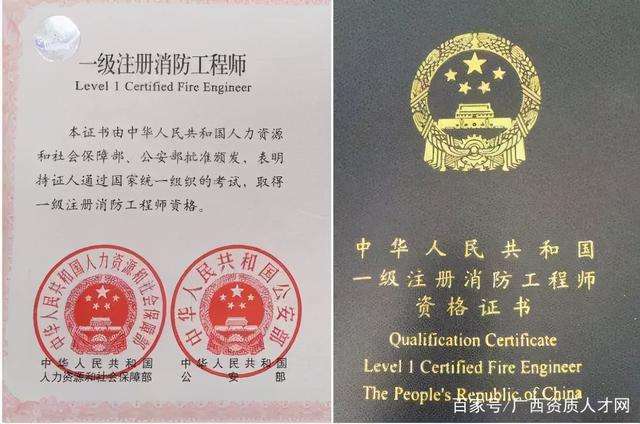 一级注册消防工程师
Level 1 Certified Fire Engineer
本证书由中华人民共和国人力资源
和社会保障部、公安部批准颁发，表明
持证人通过国家统一组织的考试，取得
一级注册消防工程师资格。
中华人民共和国人力资源和社会保障部
中华人民共和国公安部
中华人民共和国
人力资源和社会保障部
中华人民共和国
公安部
中华人民共和国
一级注册消防工程师
资格证书
Qualification Certificate
Level 1 Certified Fire Engineer
The People's Republic of China
百家号/广西资质人才网